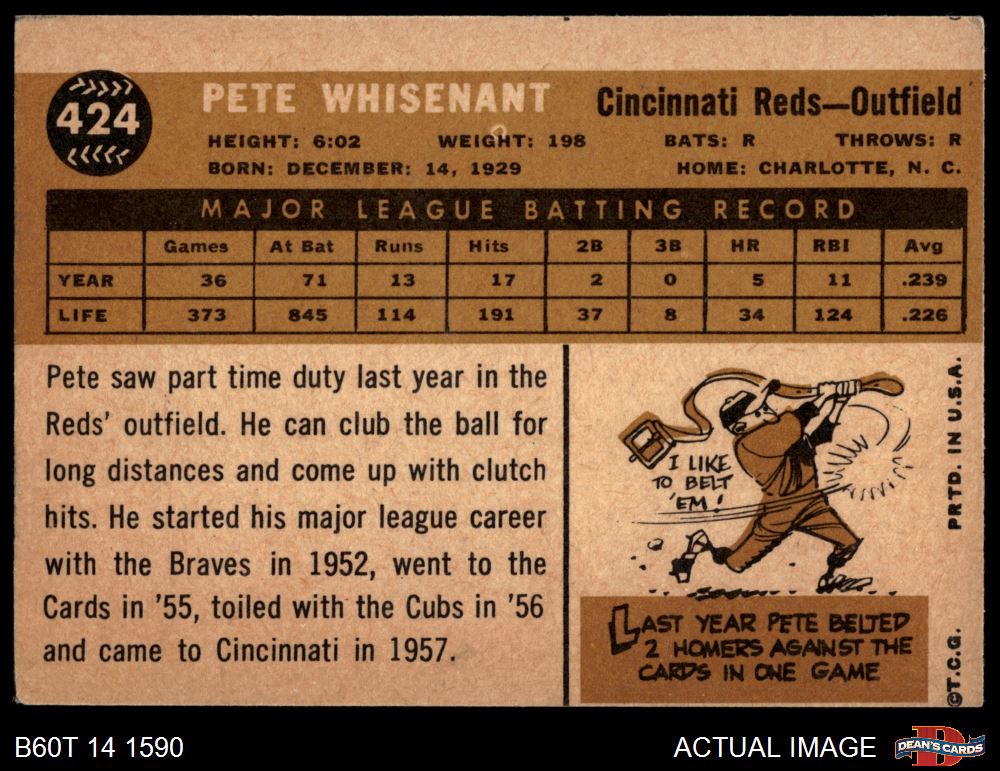 424
PETE WHISENANT Cincinnati Reds—Outfield
HEIGHT: 6:02 WEIGHT: 198 BATS: R THROWS: R
BORN: DECEMBER: 14, 1929 HOME: CHARLOTTE, N. C.
MAJOR LEAGUE BATTING RECORD
Games At Bat Runs Hits 2B 3B HR RBI Avg
YEAR 36 71 13 17 2 0 5 11 .239
LIFE 373 845 114 191 37 8 34 124 .226
Pete saw part time duty last year in the
Reds' outfield. He can club the ball for
long distances and come up with clutch
hits. He started his major league career
with the Braves in 1952, went to the
Cards in '55, toiled with the Cubs in '56
and came to Cincinnati in 1957.
I LIKE
TO BELT
'EM!
LAST YEAR PETE BELTED
2 HOMERS AGAINST THE
CARDS IN ONE GAME
©T.C.G. PRTD. IN U.S.A.
B60T 14 1590 ACTUAL IMAGE
D
DEAN'S CARDS